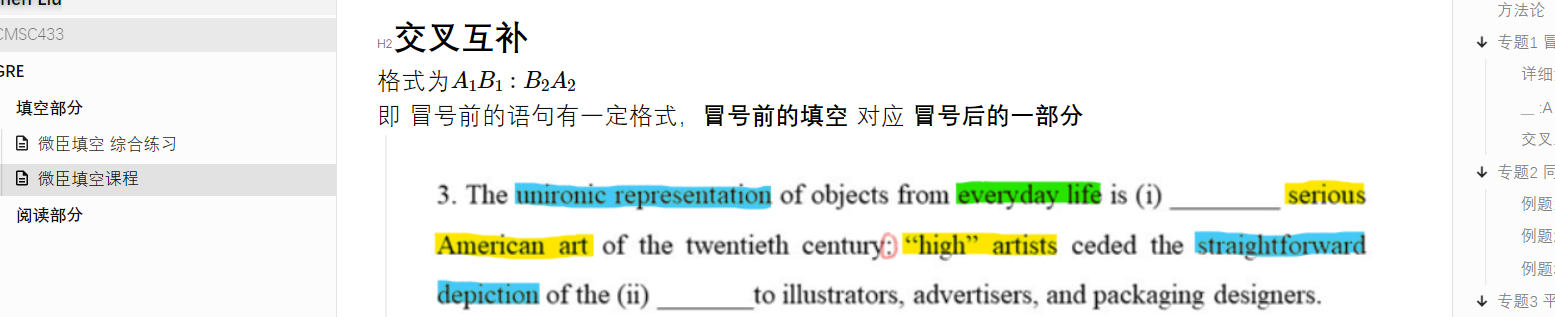 CMSC433
GRE
填空部分
微臣填空 综合练习
微臣填空课程
阅读部分
H2 交叉互补
格式为A₁B₁ : B₂A₂
即 冒号前的语句有一定格式，冒号前的填空 对应 冒号后的一部分
3. The unironic representation of objects from everyday life is (i) ________ serious
American art of the twentieth century: “high” artists ceded the straightforward
depiction of the (ii) _______to illustrators, advertisers, and packaging designers.
方法论
专题1 冒
详细
__ :A
交叉
专题2 同
例题
例题
例题
专题3 平